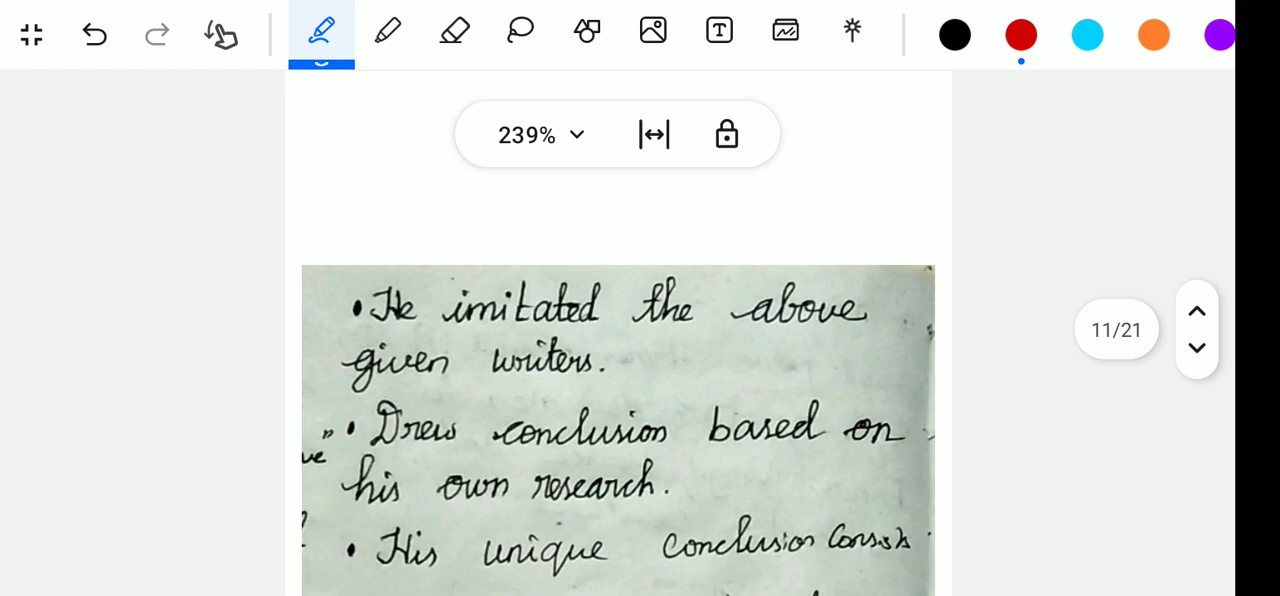 239%
11/21
• He imitated the above
given writers.
• Drew conclusion based on
his own research.
• His unique conclusion